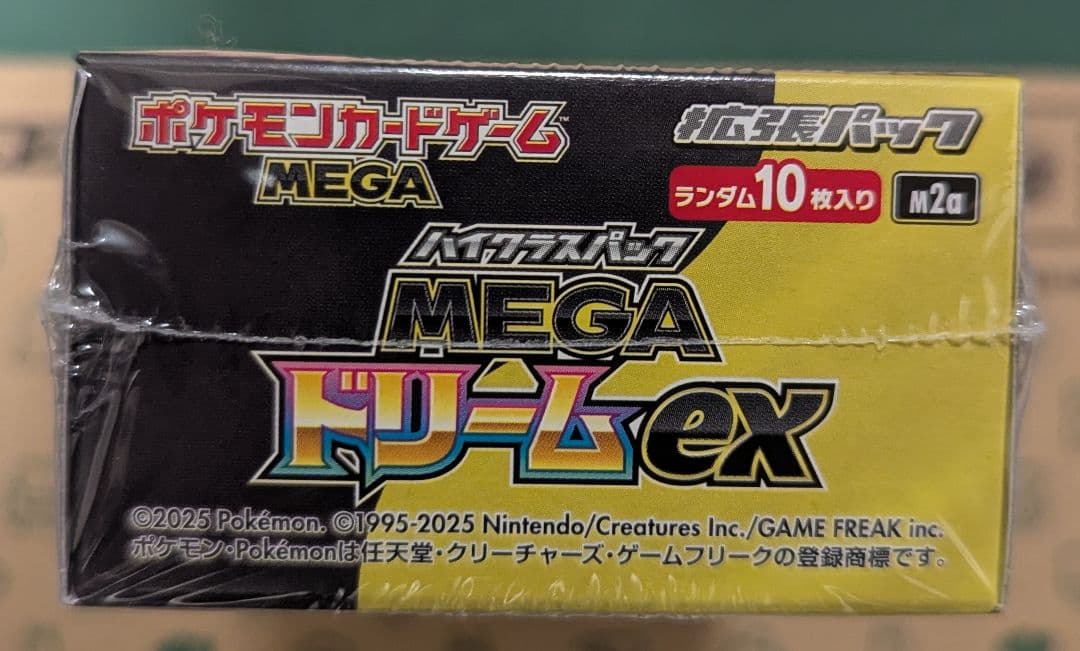 ポケモンカードゲーム™
MEGA
拡張パック
ランダム10枚入り
M2a
ハイクラスパック
MEGA
ドリームex
©2025 Pokémon. ©1995-2025 Nintendo/Creatures Inc./GAME FREAK inc.
ポケモン・Pokémonは任天堂・クリーチャーズ・ゲームフリークの登録商標です。